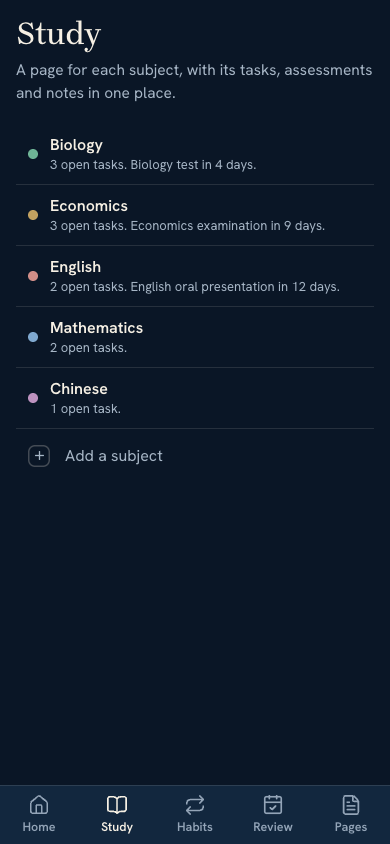 Study
A page for each subject, with its tasks, assessments
and notes in one place.
Biology
3 open tasks. Biology test in 4 days.
Economics
3 open tasks. Economics examination in 9 days.
English
2 open tasks. English oral presentation in 12 days.
Mathematics
2 open tasks.
Chinese
1 open task.
Add a subject
Home
Study
Habits
Review
Pages